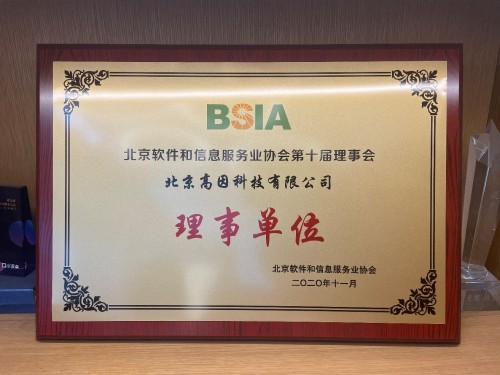 BSIA
北京软件和信息服务业协会第十届理事会
北京高因科技有限公司
理事单位
北京软件和信息服务业协会
二〇二〇年十一月